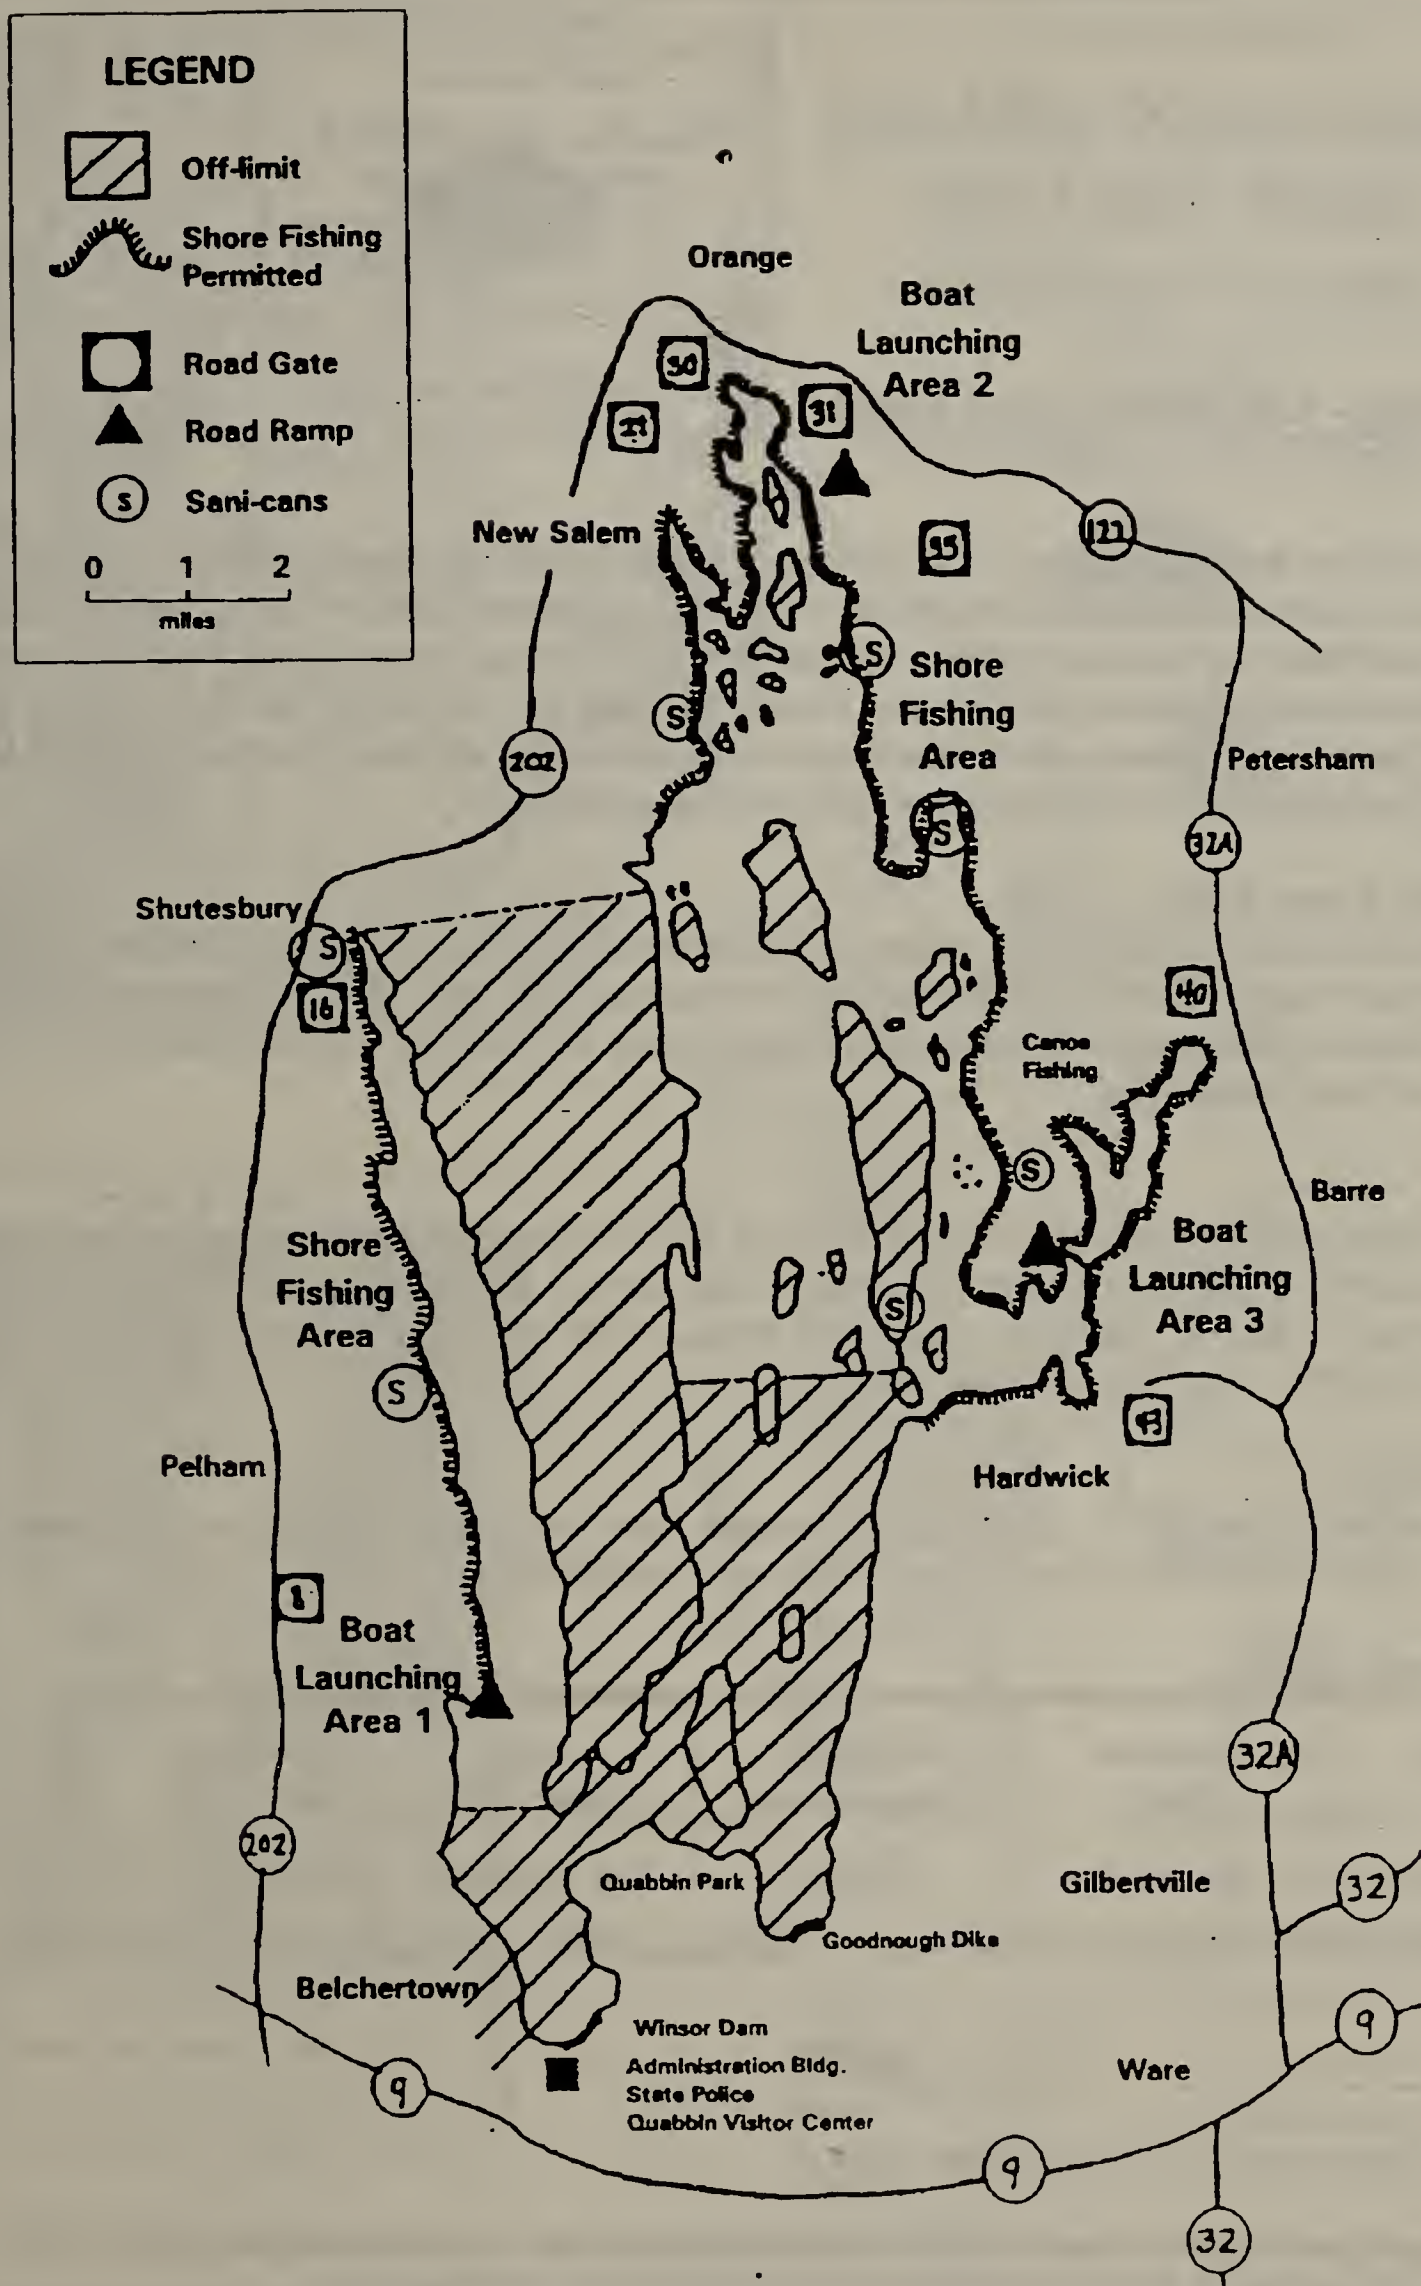 LEGEND
Off-limit
Shore Fishing
Permitted
Road Gate
Road Ramp
S
Sani-cans
0 1 2
miles
Orange
Boat
Launching
Area 2
30
31
New Salem
122
S
Shore
Fishing
Area
S
202
Petersham
S
32A
Shutesbury
S
16
40
Canoe
Fishing
S
Barre
Shore
Fishing
Area
Boat
Launching
Area 3
S
S
43
Pelham
Hardwick
8
Boat
Launching
Area 1
32A
202
Quabbin Park
Gilbertville
32
Goodnough Dike
Belchertown
Winsor Dam
9
Administration Bldg.
State Police
Quabbin Visitor Center
Ware
9
9
32